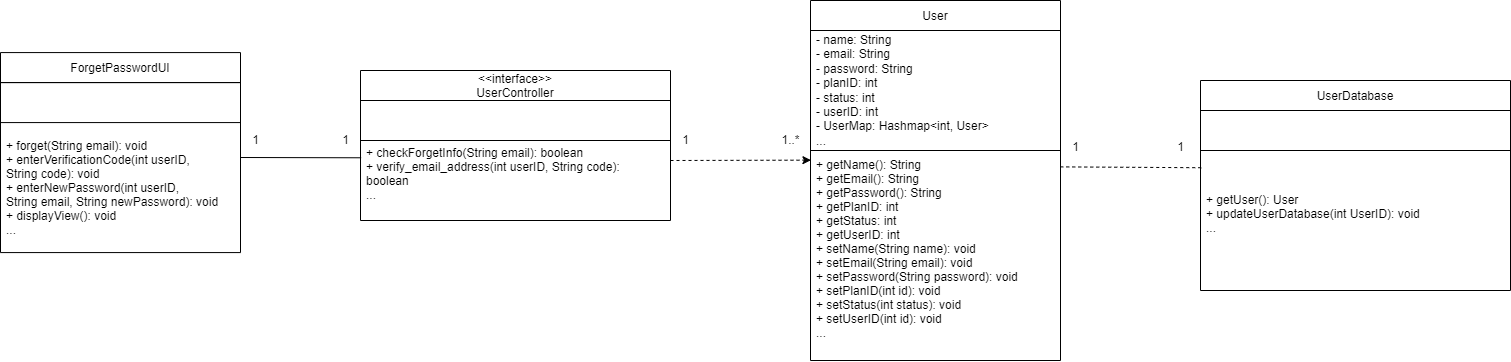 ForgetPasswordUI
+ forget(String email): void
+ enterVerificationCode(int userID,
String code): void
+ enterNewPassword(int userID,
String email, String newPassword): void
+ displayView(): void
...
1
1
<<interface>>
UserController
+ checkForgetInfo(String email): boolean
+ verify_email_address(int userID, String code):
boolean
...
1
1..*
User
- name: String
- email: String
- password: String
- planID: int
- status: int
- userID: int
- UserMap: Hashmap<int, User>
...
+ getName(): String
+ getEmail(): String
+ getPassword(): String
+ getPlanID: int
+ getStatus: int
+ getUserID: int
+ setName(String name): void
+ setEmail(String email): void
+ setPassword(String password): void
+ setPlanID(int id): void
+ setStatus(int status): void
+ setUserID(int id): void
...
1
1
UserDatabase
+ getUser(): User
+ updateUserDatabase(int UserID): void
...